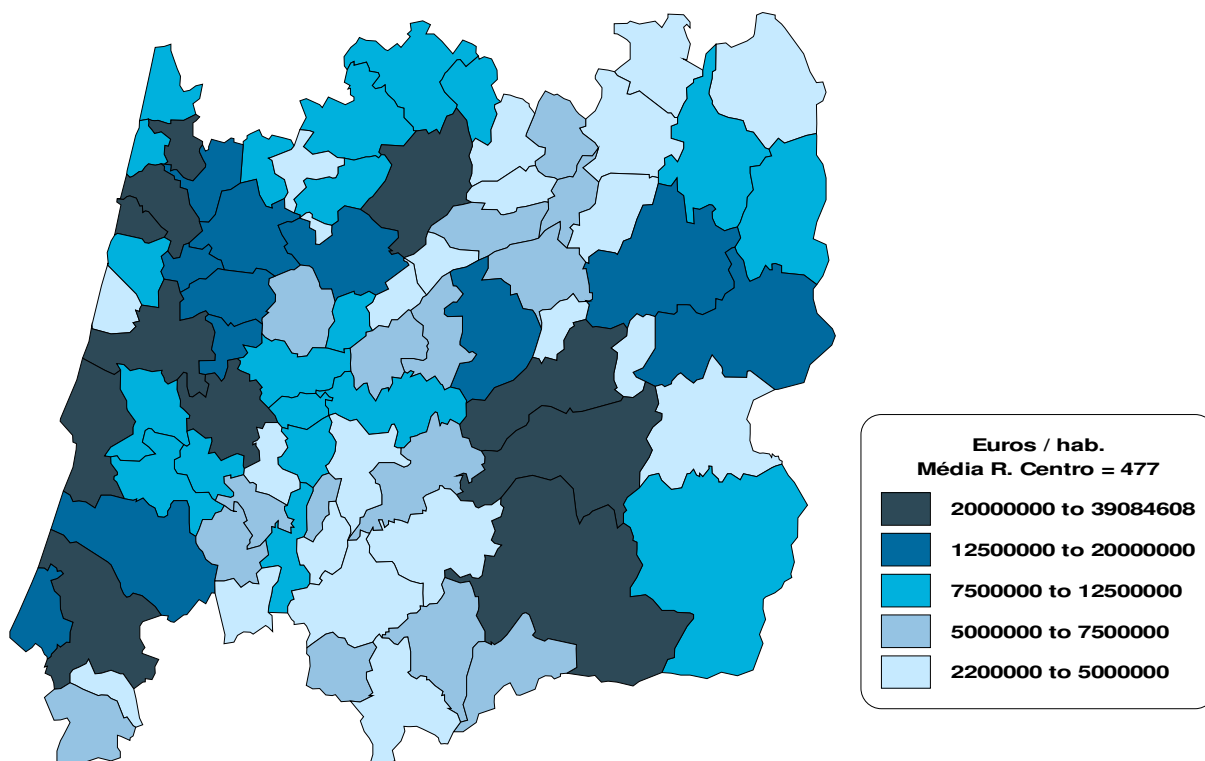 Euros / hab.
Média R. Centro = 477
20000000 to 39084608
12500000 to 20000000
7500000 to 12500000
5000000 to 7500000
2200000 to 5000000